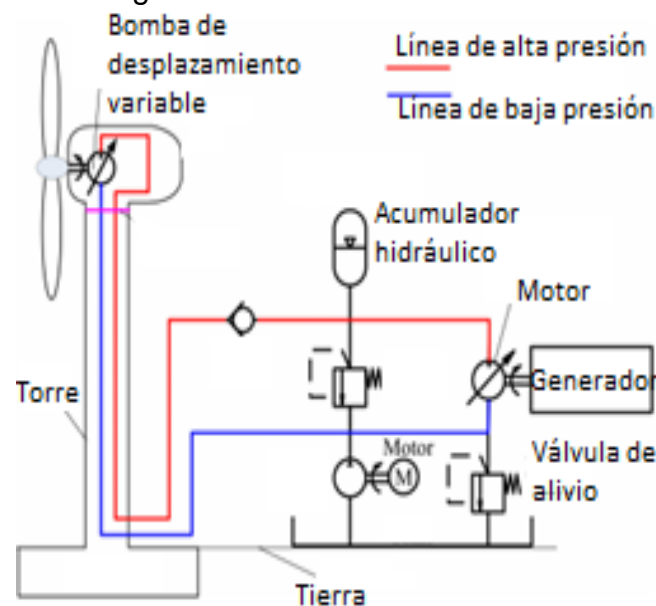 Bomba de
desplazamiento
variable
Línea de alta presión
Línea de baja presión
Acumulador
hidráulico
Motor
Generador
Torre
Motor
M
Válvula de
alivio
Tierra